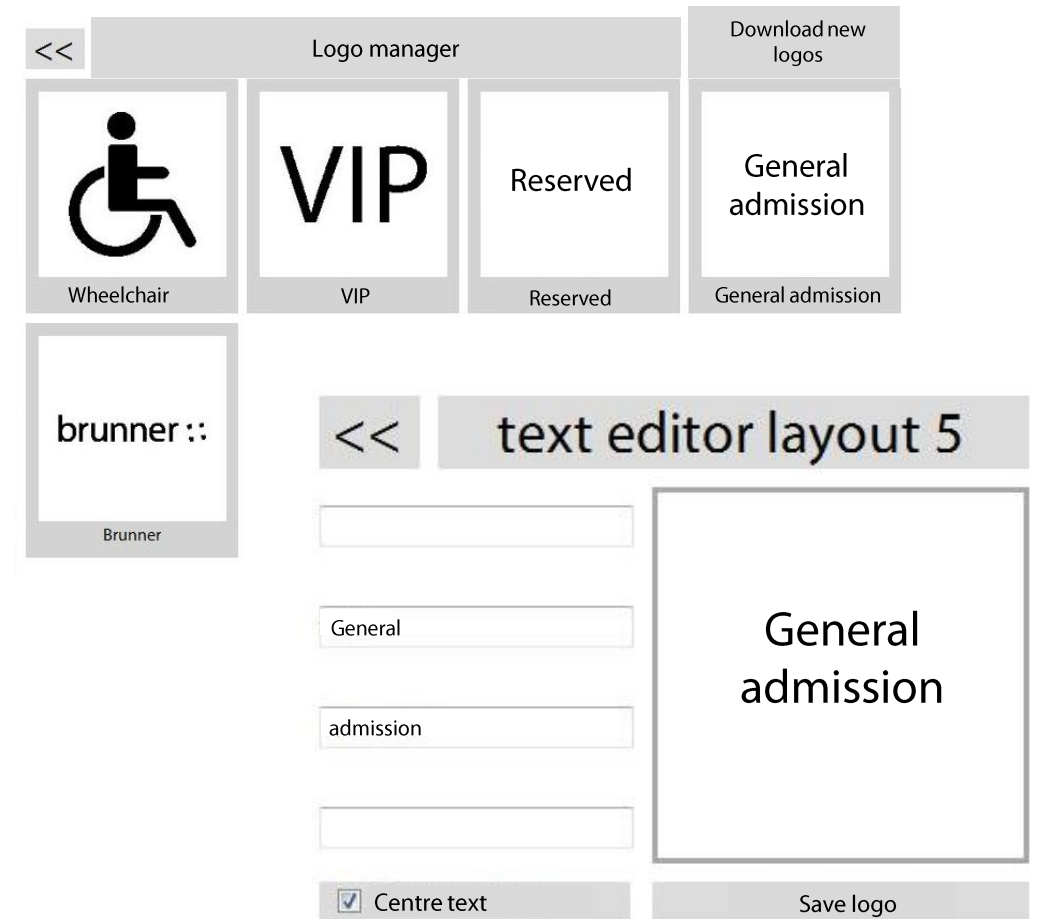 <<
Logo manager
Download new
logos
VIP
Reserved
General
admission
Wheelchair
VIP
Reserved
General admission
brunner ::
Brunner
<<
text editor layout 5
General
admission
General
admission
Centre text
Save logo